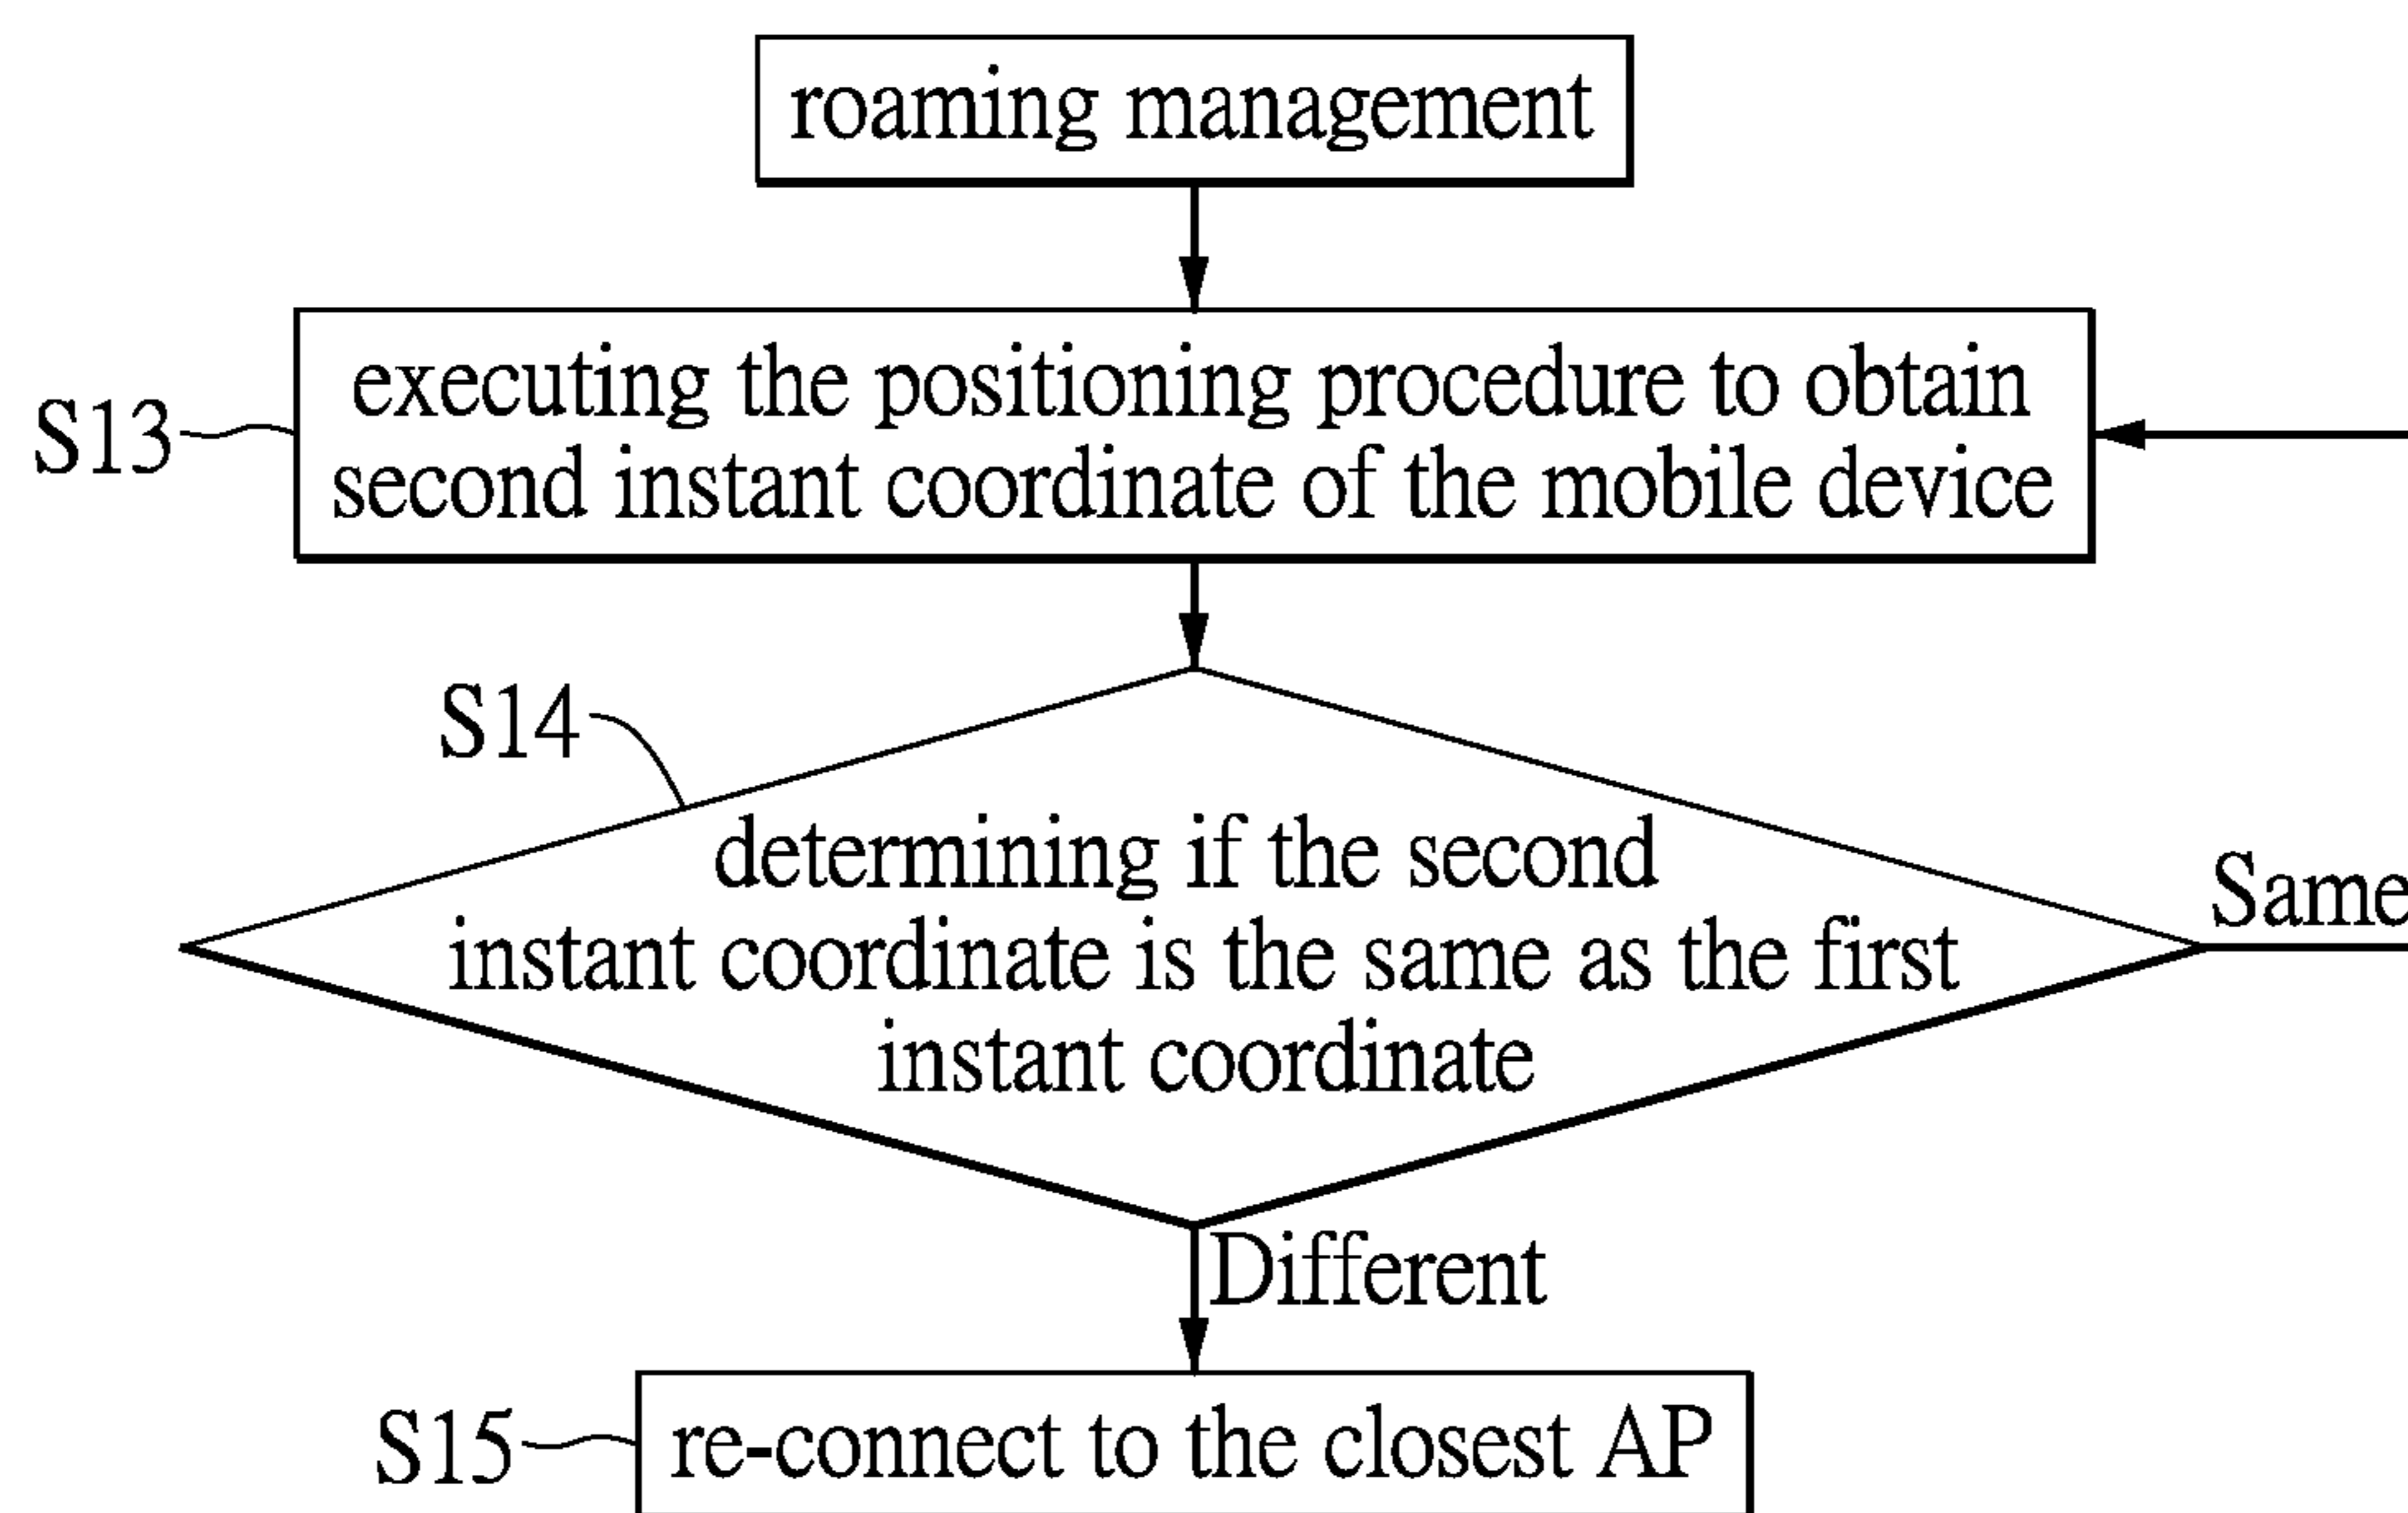 roaming management
executing the positioning procedure to obtain
S13
second instant coordinate of the mobile device
S14
determining if the second
Same
instant coordinate is the same as the first
instant coordinate
Different
S15
re-connect to the closest AP